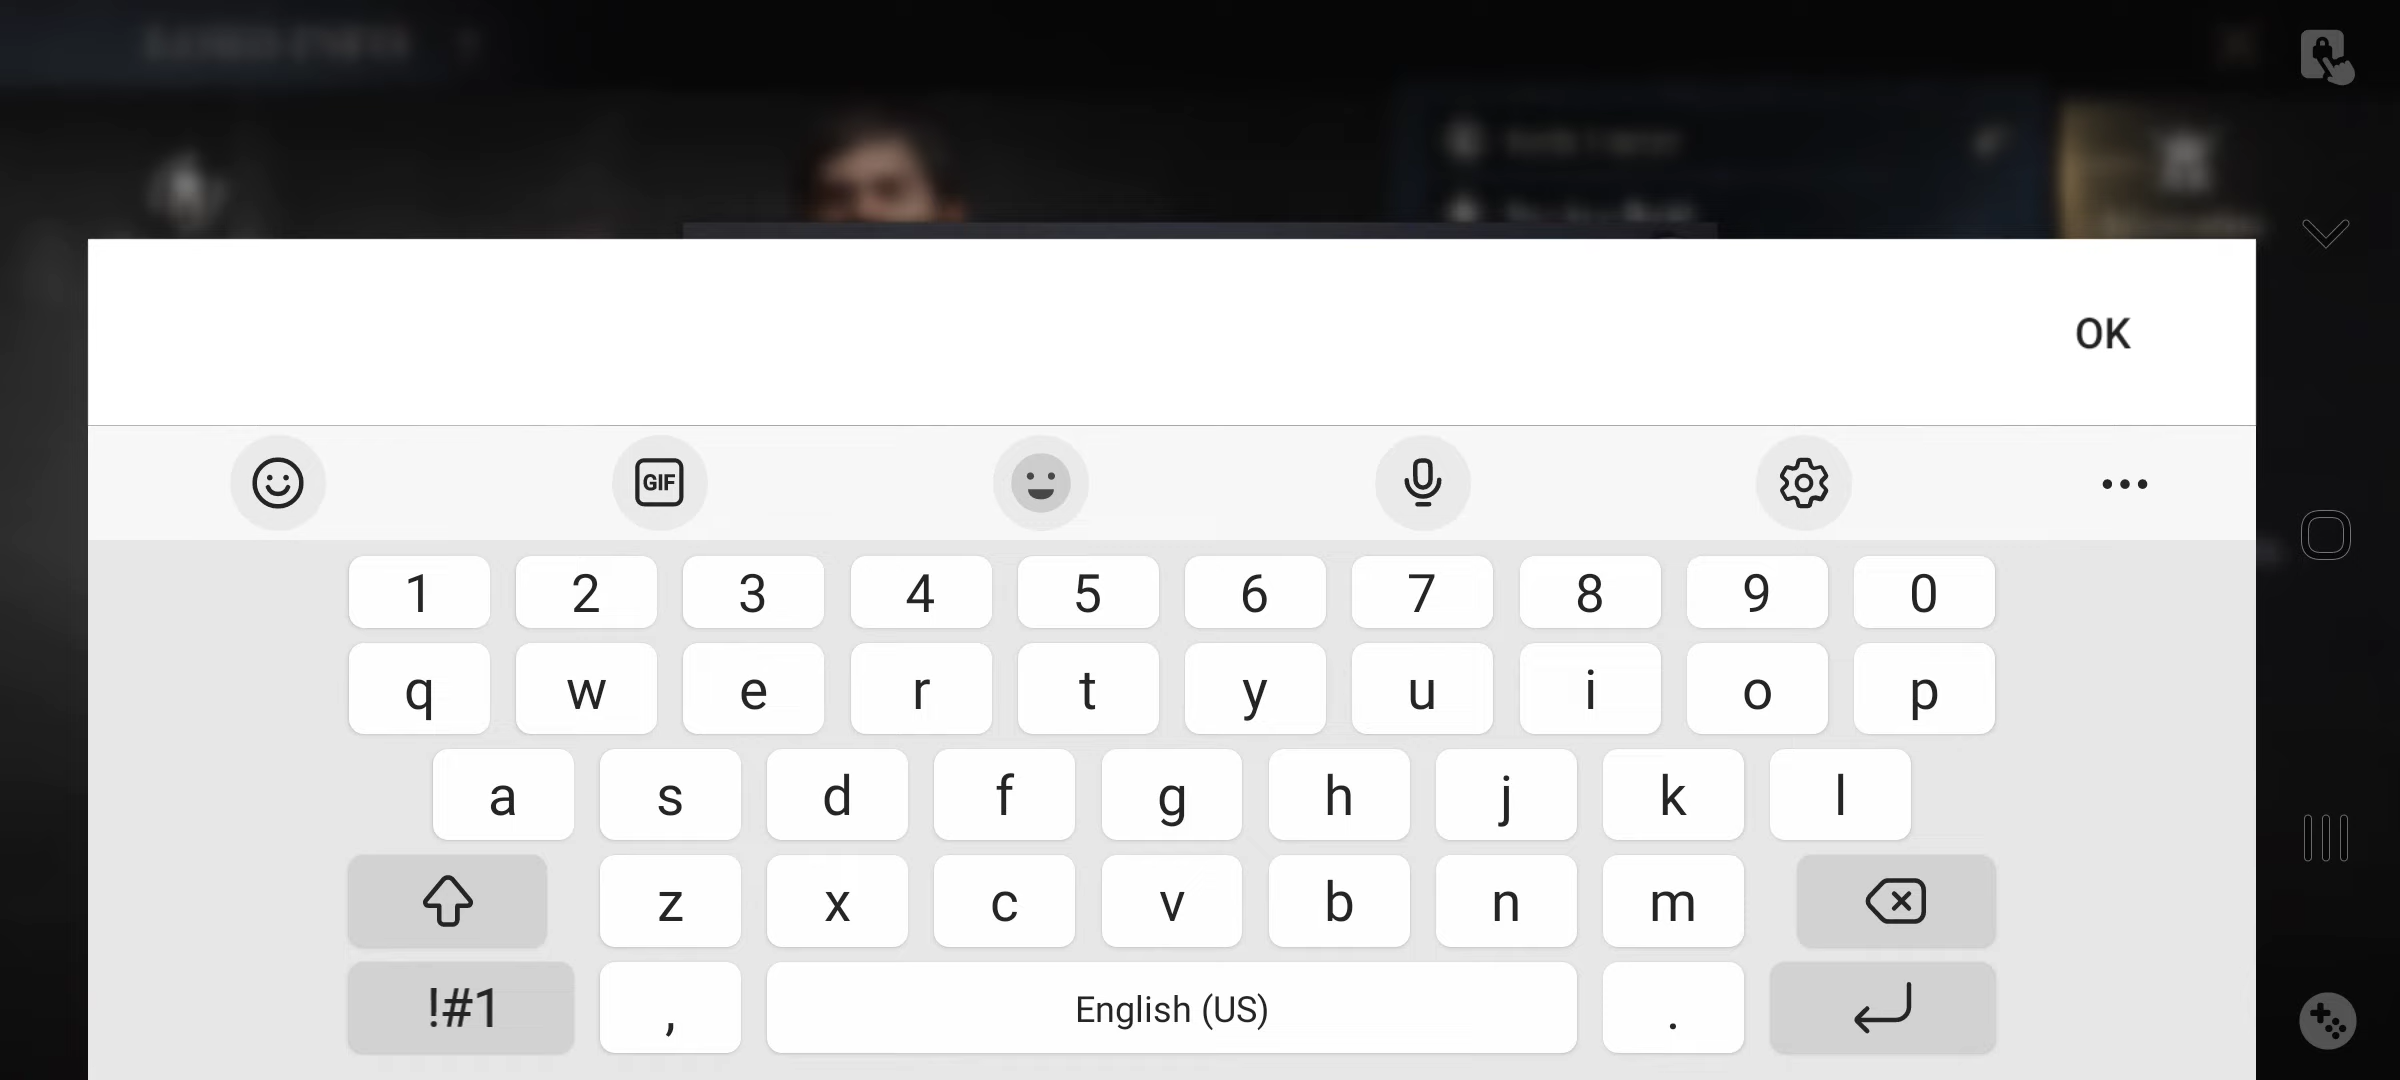 OK
GIF
1 2 3 4 5 6 7 8 9 0
q w e r t y u i o p
a s d f g h j k l
z x c v b n m
!#1 , English (US) .